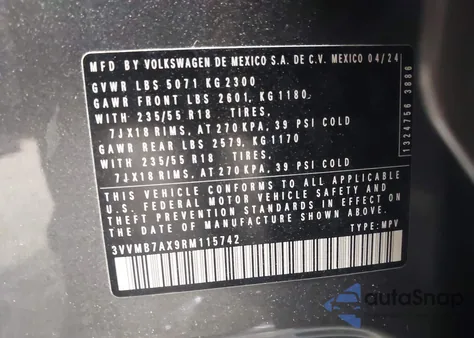 MFD BY VOLKSWAGEN DE MEXICO S.A. DE C.V. MEXICO 04/24
GVWR LBS 5071 KG 2300
GAWR FRONT LBS 2601, KG 1180
WITH 235/55 R18 TIRES,
7JX18 RIMS, AT 270 KPA, 39 PSI COLD
GAWR REAR LBS 2579, KG 1170
WITH 235/55 R18 TIRES,
7JX18 RIMS, AT 270 KPA, 39 PSI COLD
THIS VEHICLE CONFORMS TO ALL APPLICABLE
U.S. FEDERAL MOTOR VEHICLE SAFETY AND
THEFT PREVENTION STANDARDS IN EFFECT ON
THE DATE OF MANUFACTURE SHOWN ABOVE.
3VVMB7AX9RM115742
TYPE: MPV
1324756 3886
autoSnap